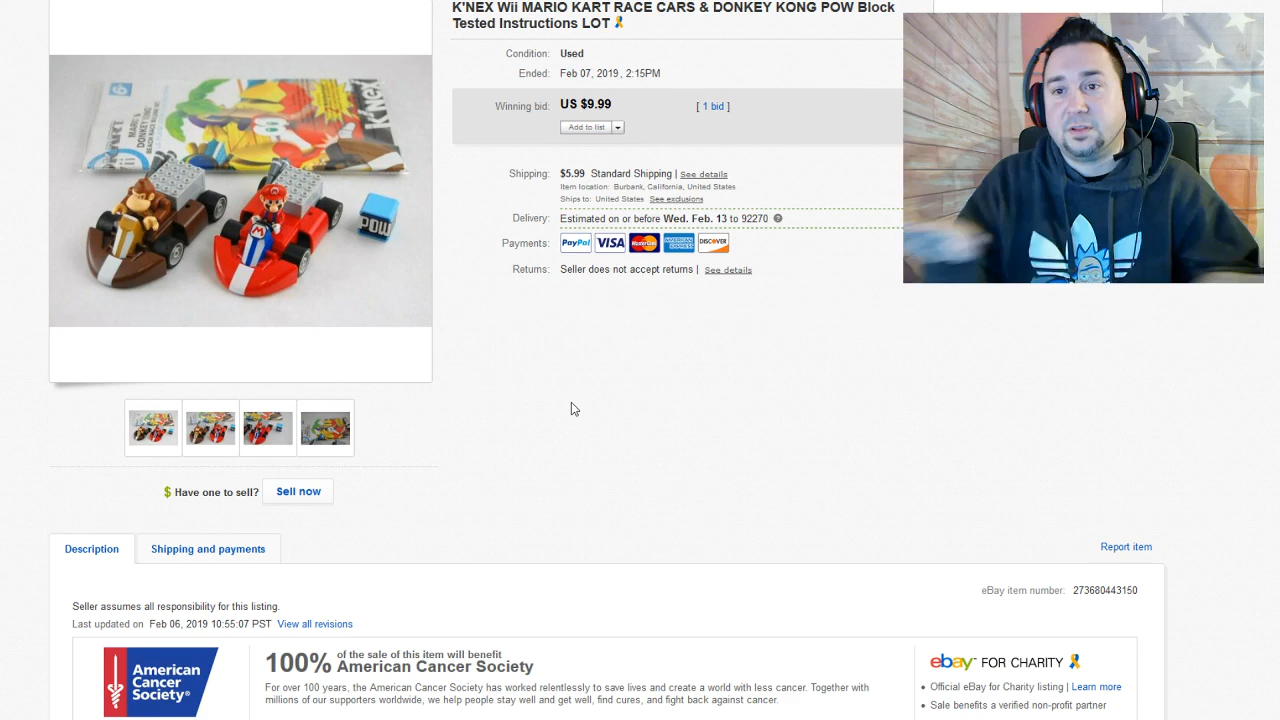 K'NEX Wii MARIO KART RACE CARS & DONKEY KONG POW Block
Tested Instructions LOT
Condition: Used
Ended: Feb 07, 2019 , 2:15PM
Winning bid: US $9.99 [ 1 bid ]
Add to list
Shipping: $5.99 Standard Shipping | See details
Item location: Burbank, California, United States
Ships to: United States See exclusions
Delivery: Estimated on or before Wed. Feb. 13 to 92270
Payments: PayPal VISA MasterCard AMERICAN EXPRESS DISCOVER
Returns: Seller does not accept returns | See details
K'NEX
POW
M
$ Have one to sell? Sell now
Description
Shipping and payments
Report item
eBay item number: 273680443150
Seller assumes all responsibility for this listing.
Last updated on Feb 06, 2019 10:55:07 PST View all revisions
American
Cancer
Society®
100% of the sale of this item will benefit
American Cancer Society
For over 100 years, the American Cancer Society has worked relentlessly to save lives and create a world with less cancer. Together with
millions of our supporters worldwide, we help people stay well and get well, find cures, and fight back against cancer.
ebay™ FOR CHARITY
• Official eBay for Charity listing | Learn more
• Sale benefits a verified non-profit partner